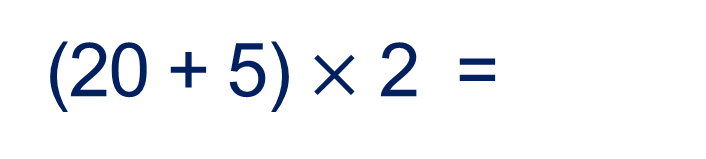 (20 + 5) × 2 =